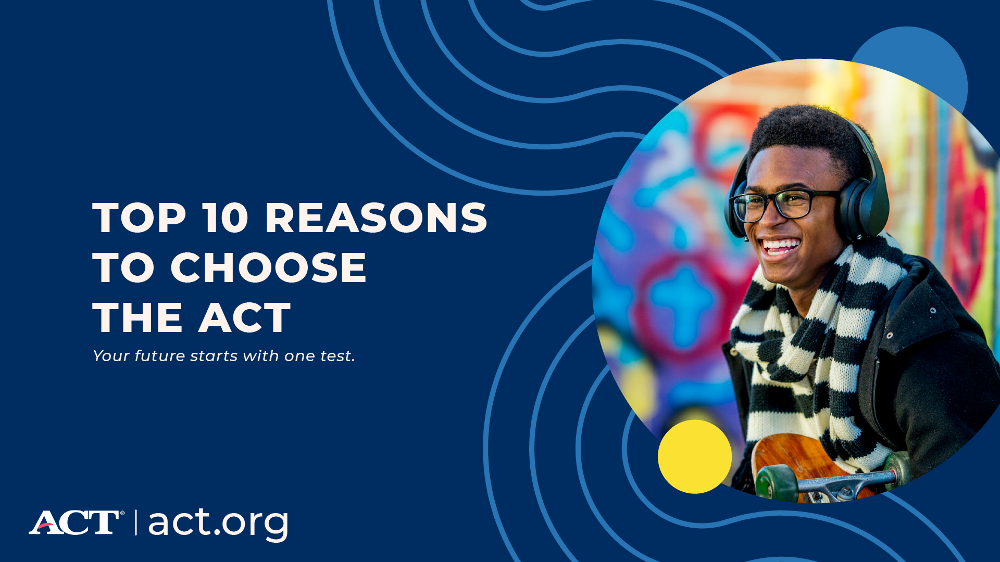 TOP 10 REASONS
TO CHOOSE
THE ACT
Your future starts with one test.
ACT® | act.org